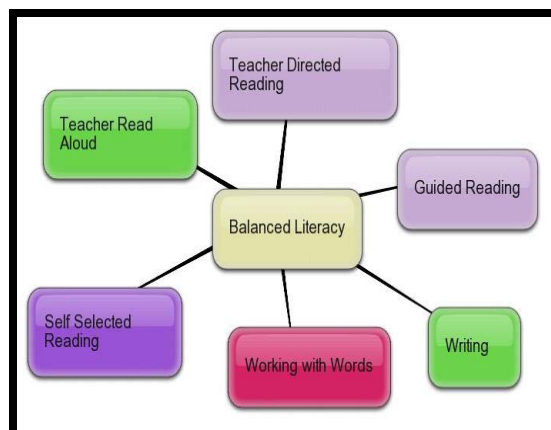 Teacher Directed
Reading
Teacher Read
Aloud
Guided Reading
Balanced Literacy
Self Selected
Reading
Working with Words
Writing